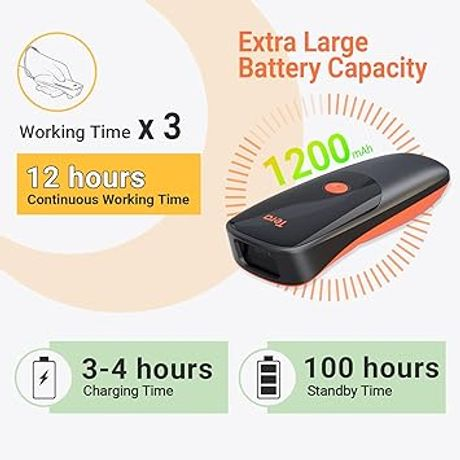 Extra Large
Battery Capacity
Working Time x 3
1200mAh
12 hours
Continuous Working Time
Tera
3-4 hours
Charging Time
100 hours
Standby Time